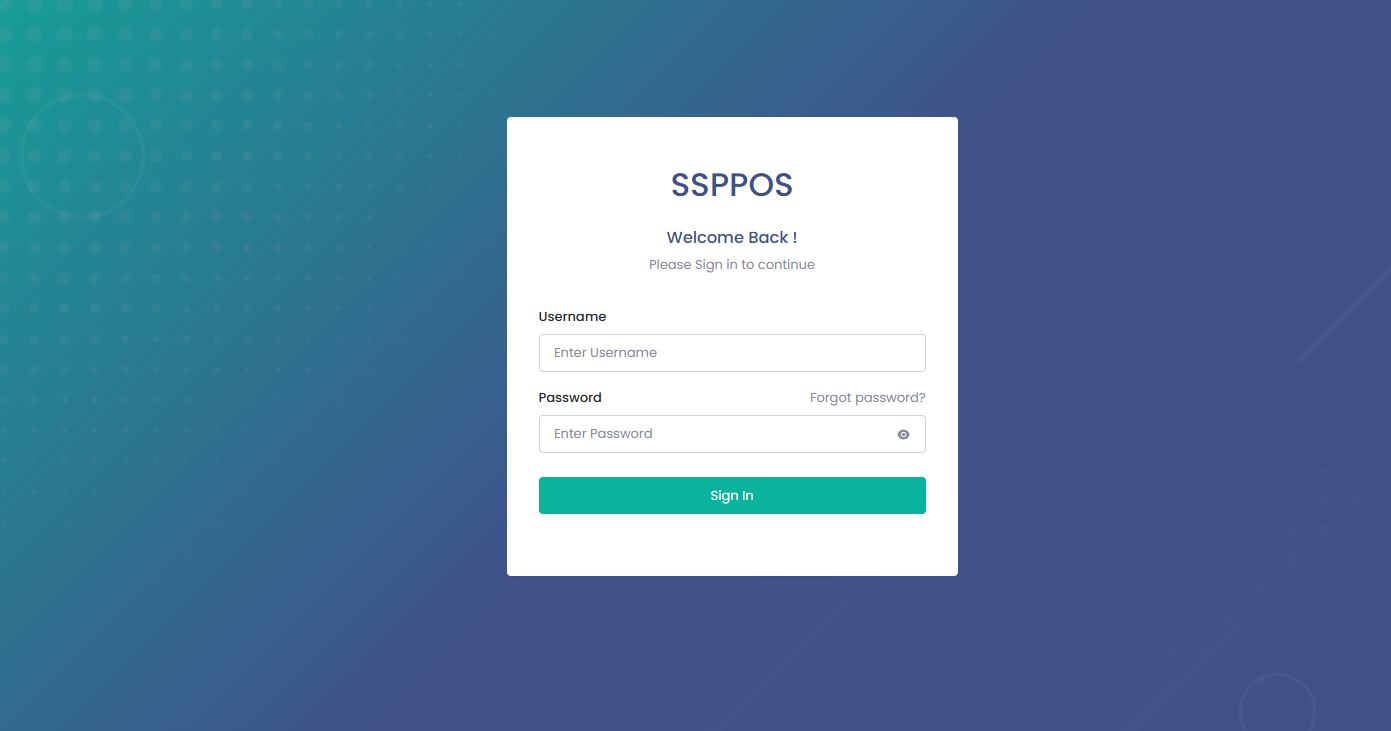 SSPPOS
Welcome Back !
Please Sign in to continue
Username
Enter Username
Password Forgot password?
Enter Password
Sign In